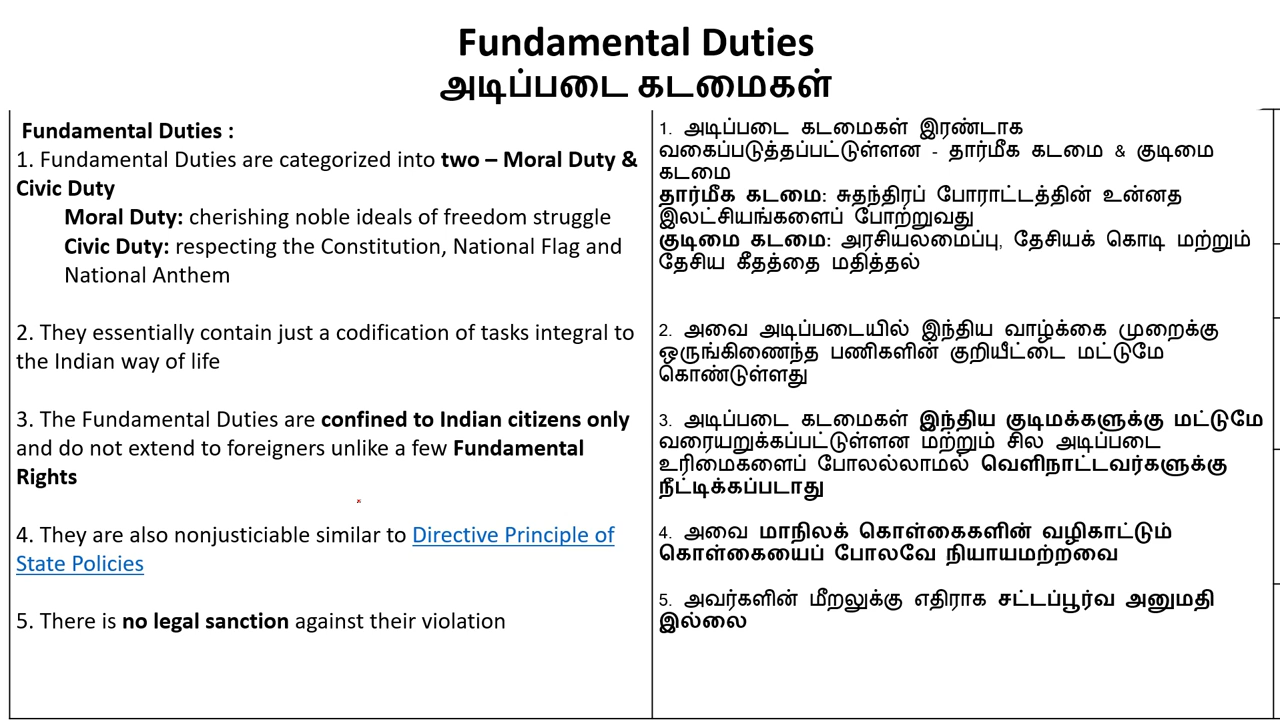 Fundamental Duties
அடிப்படை கடமைகள்
Fundamental Duties :
1. Fundamental Duties are categorized into two – Moral Duty &
Civic Duty
Moral Duty: cherishing noble ideals of freedom struggle
Civic Duty: respecting the Constitution, National Flag and
National Anthem
2. They essentially contain just a codification of tasks integral to
the Indian way of life
3. The Fundamental Duties are confined to Indian citizens only
and do not extend to foreigners unlike a few Fundamental
Rights
4. They are also nonjusticiable similar to Directive Principle of
State Policies
5. There is no legal sanction against their violation
1. அடிப்படை கடமைகள் இரண்டாக
வகைப்படுத்தப்பட்டுள்ளன - தார்மீக கடமை & குடிமை
கடமை
தார்மீக கடமை: சுதந்திரப் போராட்டத்தின் உன்னத
இலட்சியங்களைப் போற்றுவது
குடிமை கடமை: அரசியலமைப்பு, தேசியக் கொடி மற்றும்
தேசிய கீதத்தை மதித்தல்
2. அவை அடிப்படையில் இந்திய வாழ்க்கை முறைக்கு
ஒருங்கிணைந்த பணிகளின் குறியீட்டை மட்டுமே
கொண்டுள்ளது
3. அடிப்படை கடமைகள் இந்திய குடிமக்களுக்கு மட்டுமே
வரையறுக்கப்பட்டுள்ளன மற்றும் சில அடிப்படை
உரிமைகளைப் போலல்லாமல் வெளிநாட்டவர்களுக்கு
நீட்டிக்கப்படாது
4. அவை மாநிலக் கொள்கைகளின் வழிகாட்டும்
கொள்கையைப் போலவே நியாயமற்றவை
5. அவர்களின் மீறலுக்கு எதிராக சட்டப்பூர்வ அனுமதி
இல்லை